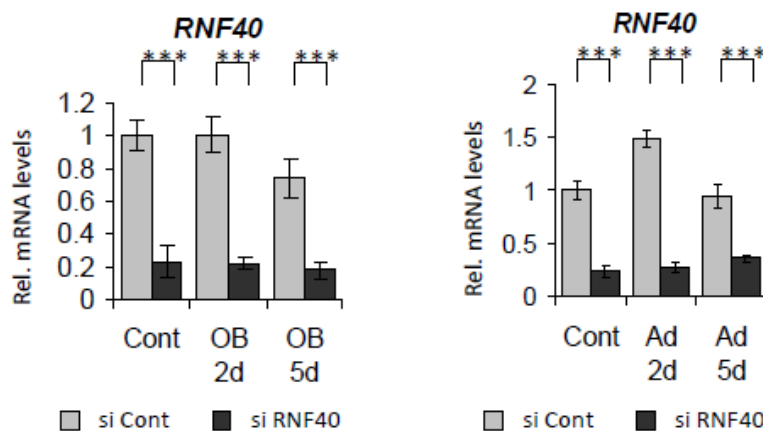 RNF40
*** *** ***
Rel. mRNA levels
1.2
1
0.8
0.6
0.4
0.2
0
Cont OB 2d OB 5d
si Cont si RNF40
RNF40
*** *** ***
Rel. mRNA levels
2
1.5
1
0.5
0
Cont Ad 2d Ad 5d
si Cont si RNF40